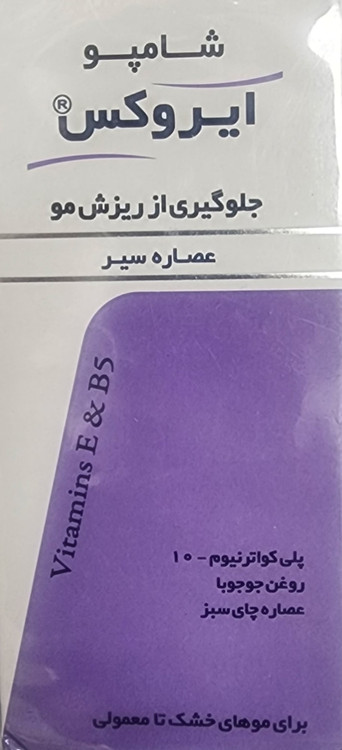 شامپو
ایروکس®
جلوگیری از ریزش مو
عصاره سیر
Vitamins E & B5
پلی کواترنیوم - ۱۰
روغن جوجوبا
عصاره چای سبز
برای موهای خشک تا معمولی